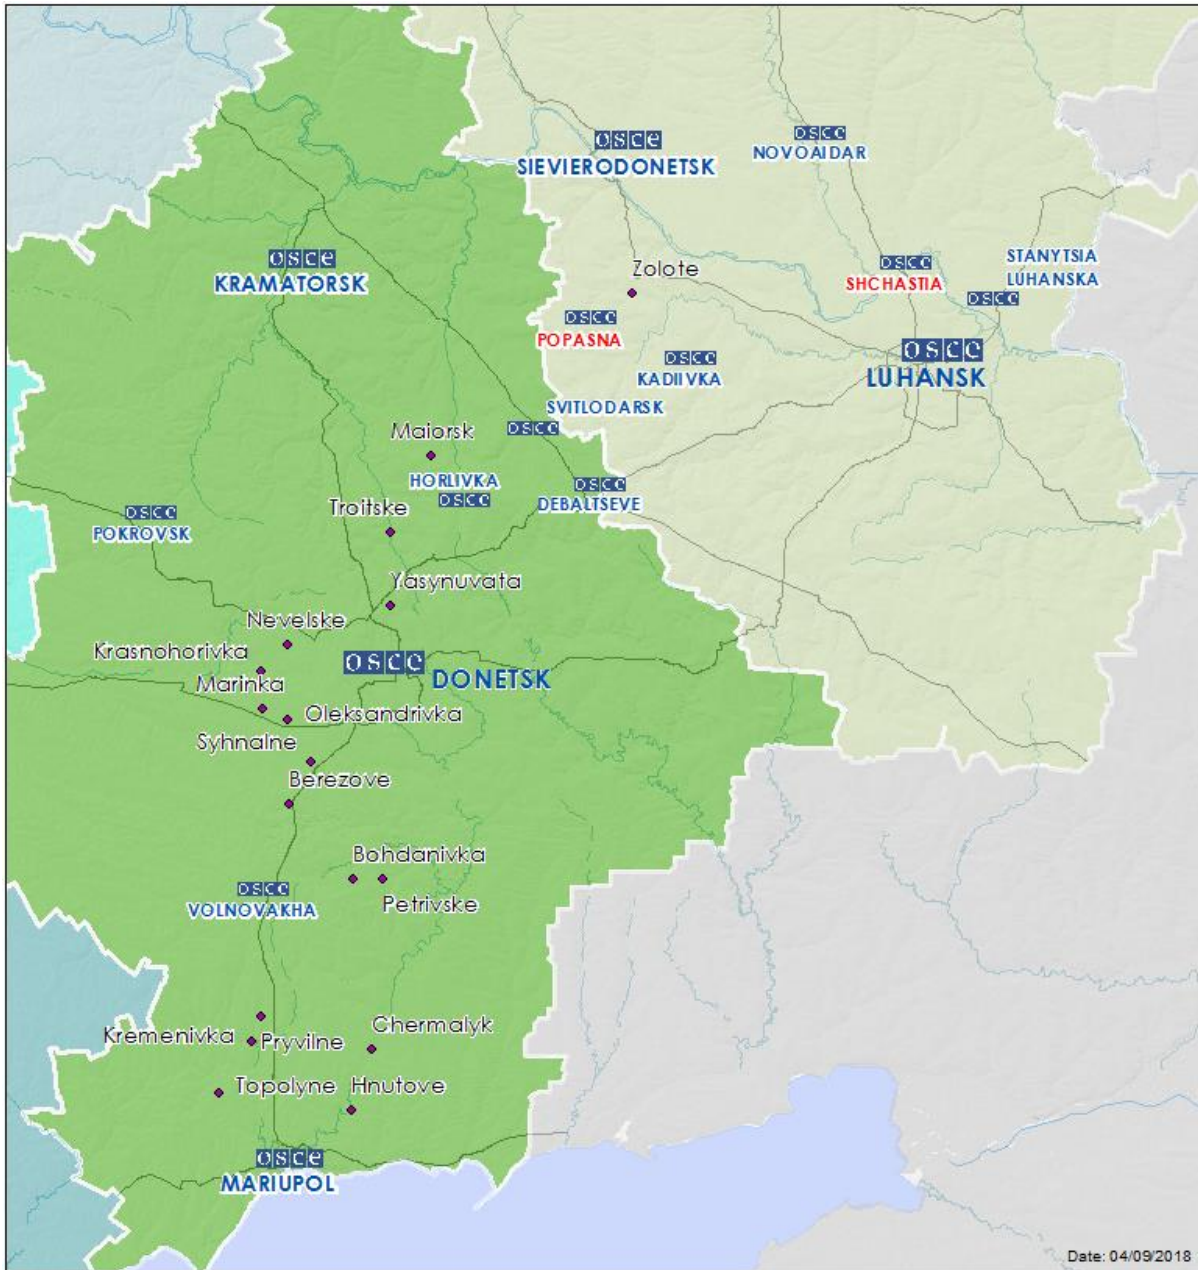 osce
SIEVIERODONETSK
osce
NOVOAIDAR
osce
KRAMATORSK
Zolote
osce
SHCHASTIA
STANYTSIA
LUHANSKA
osce
osce
POPASNA
osce
KADIIVKA
osce
LUHANSK
SVITLODARSK
osce
Maiorsk
HORLIVKA
osce
osce
DEBALTSEVE
Troitske
osce
POKROVSK
Yasynuvata
Nevelske
Krasnohorivka
osce
DONETSK
Marinka
Oleksandrivka
Syhnalne
Berezove
Bohdanivka
Petrivske
osce
VOLNOVAKHA
Kremenivka
Pryvilne
Chermalyk
Topolyne
Hnutove
osce
MARIUPOL
Date: 04/09/2018